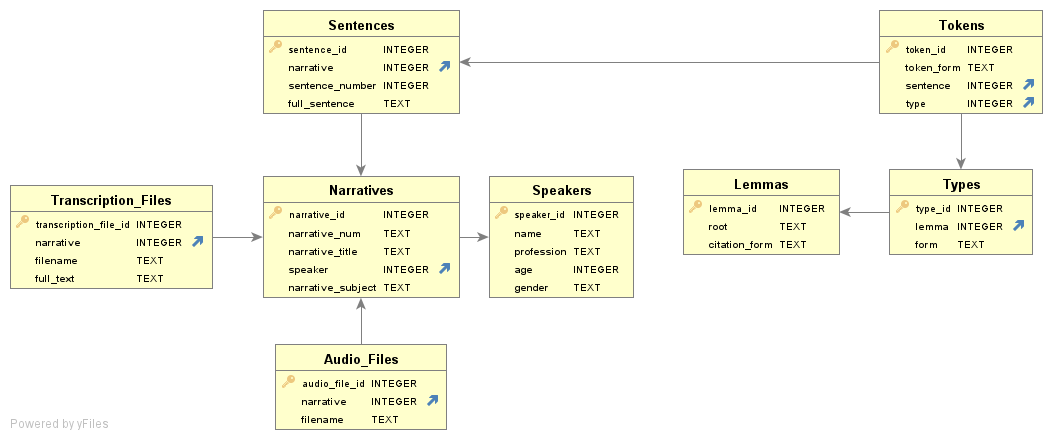 Sentences
sentence_id INTEGER
narrative INTEGER
sentence_number INTEGER
full_sentence TEXT
Tokens
token_id INTEGER
token_form TEXT
sentence INTEGER
type INTEGER
Transcription_Files
transcription_file_id INTEGER
narrative INTEGER
filename TEXT
full_text TEXT
Narratives
narrative_id INTEGER
narrative_num TEXT
narrative_title TEXT
speaker INTEGER
narrative_subject TEXT
Speakers
speaker_id INTEGER
name TEXT
profession TEXT
age INTEGER
gender TEXT
Lemmas
lemma_id INTEGER
root TEXT
citation_form TEXT
Types
type_id INTEGER
lemma INTEGER
form TEXT
Audio_Files
audio_file_id INTEGER
narrative INTEGER
filename TEXT
Powered by yFiles